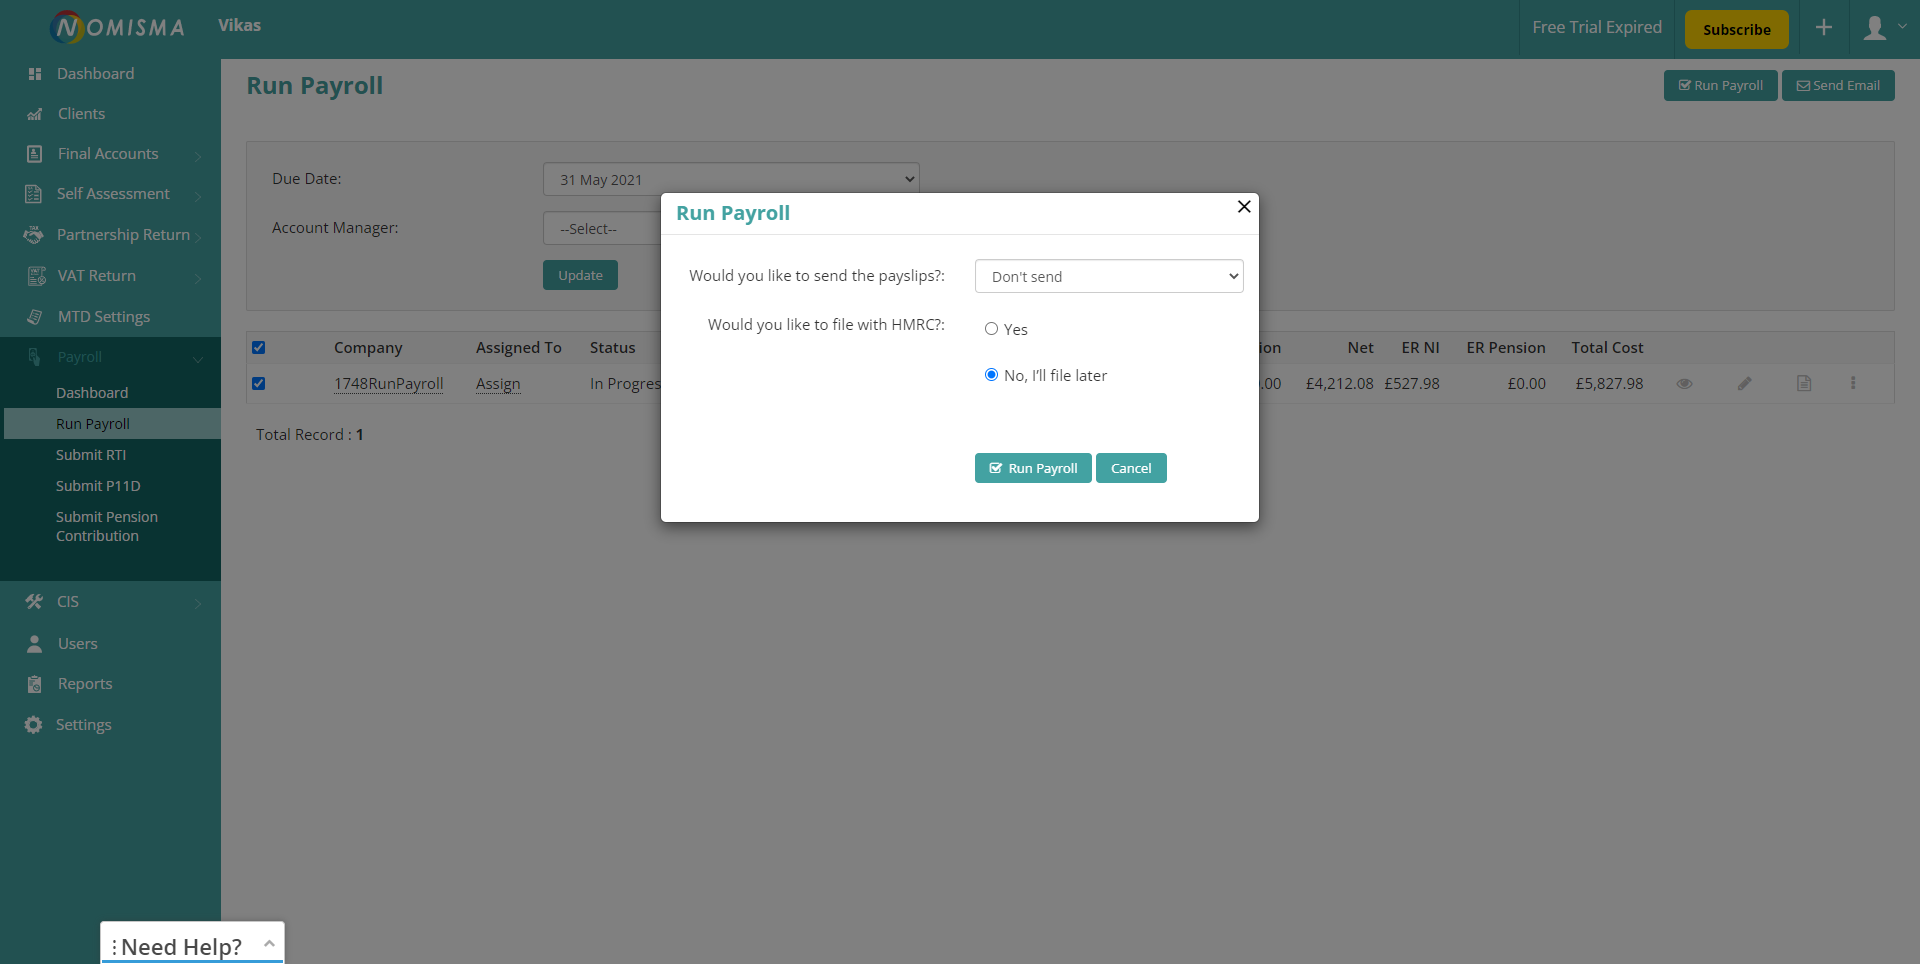 NOMISMA
Vikas
Free Trial Expired
Subscribe
Dashboard
Clients
Final Accounts
Self Assessment
Partnership Return
VAT Return
MTD Settings
Payroll
Dashboard
Run Payroll
Submit RTI
Submit P11D
Submit Pension
Contribution
CIS
Users
Reports
Settings
Run Payroll
Run Payroll
Send Email
Due Date:
31 May 2021
Account Manager:
--Select--
Update
Company Assigned To Status Net ER NI ER Pension Total Cost
1748RunPayroll Assign £4,212.08 £527.98 £0.00 £5,827.98
Total Record : 1
Run Payroll
Would you like to send the payslips?:
Don't send
Would you like to file with HMRC?:
Yes
No, I'll file later
Run Payroll
Cancel
Need Help?